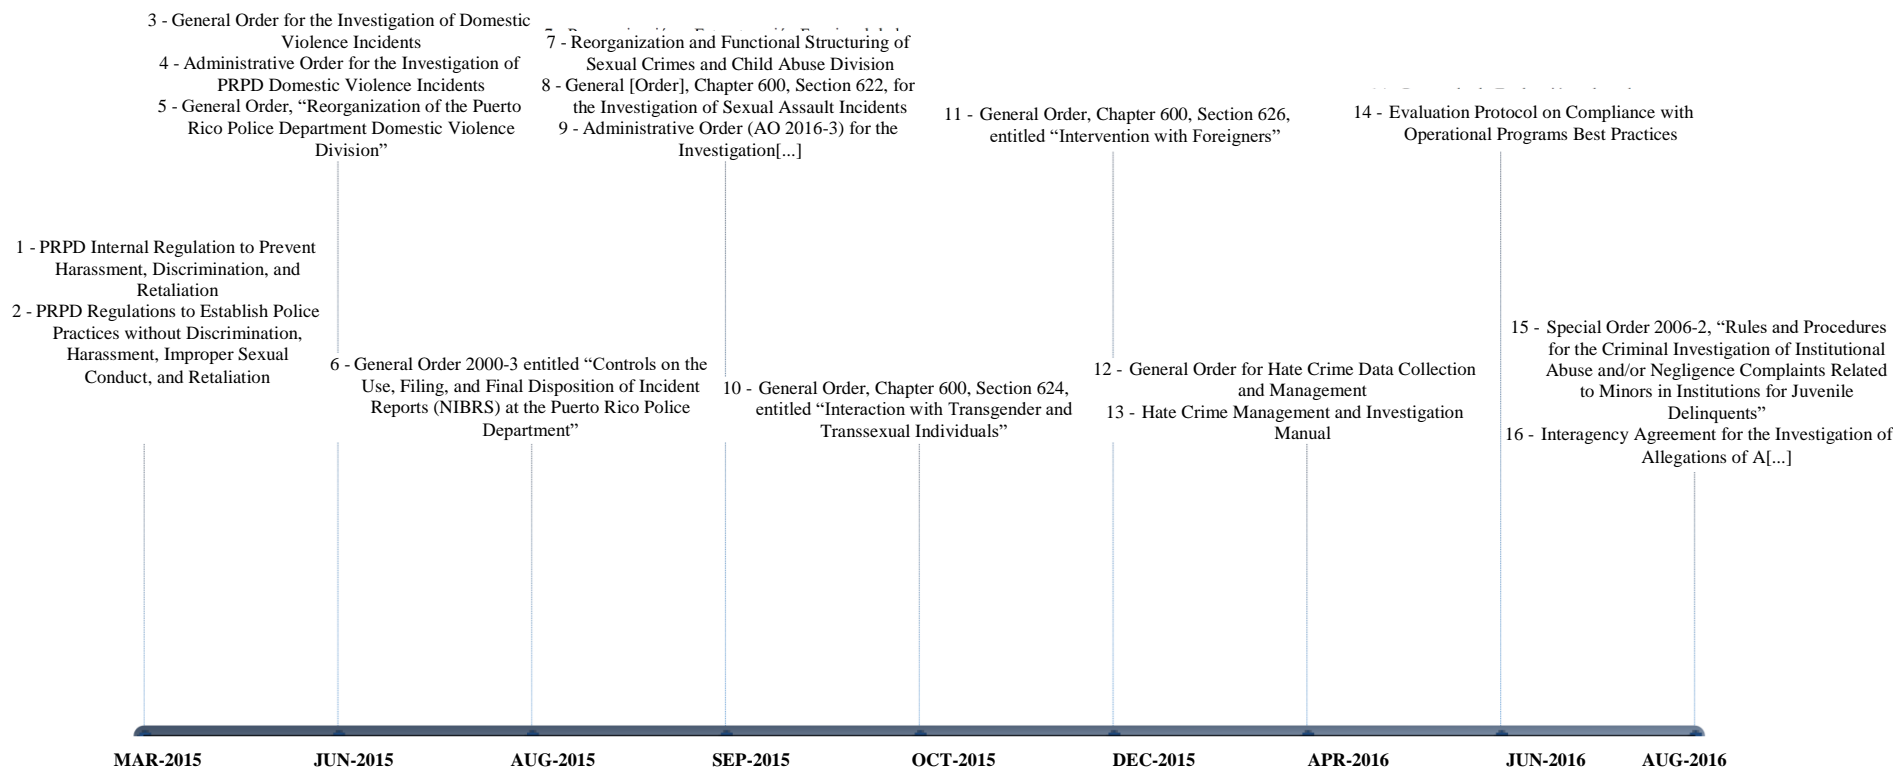 3 - General Order for the Investigation of Domestic
Violence Incidents
4 - Administrative Order for the Investigation of
PRPD Domestic Violence Incidents
5 - General Order, “Reorganization of the Puerto
Rico Police Department Domestic Violence
Division”
7 - Reorganization and Functional Structuring of
Sexual Crimes and Child Abuse Division
8 - General [Order], Chapter 600, Section 622, for
the Investigation of Sexual Assault Incidents
9 - Administrative Order (AO 2016-3) for the
Investigation[...]
11 - General Order, Chapter 600, Section 626,
entitled “Intervention with Foreigners”
14 - Evaluation Protocol on Compliance with
Operational Programs Best Practices
1 - PRPD Internal Regulation to Prevent
Harassment, Discrimination, and
Retaliation
2 - PRPD Regulations to Establish Police
Practices without Discrimination,
Harassment, Improper Sexual
Conduct, and Retaliation
6 - General Order 2000-3 entitled “Controls on the
Use, Filing, and Final Disposition of Incident
Reports (NIBRS) at the Puerto Rico Police
Department”
10 - General Order, Chapter 600, Section 624,
entitled “Interaction with Transgender and
Transsexual Individuals”
12 - General Order for Hate Crime Data Collection
and Management
13 - Hate Crime Management and Investigation
Manual
15 - Special Order 2006-2, “Rules and Procedures
for the Criminal Investigation of Institutional
Abuse and/or Negligence Complaints Related
to Minors in Institutions for Juvenile
Delinquents”
16 - Interagency Agreement for the Investigation of
Allegations of A[...]
MAR-2015
JUN-2015
AUG-2015
SEP-2015
OCT-2015
DEC-2015
APR-2016
JUN-2016
AUG-2016